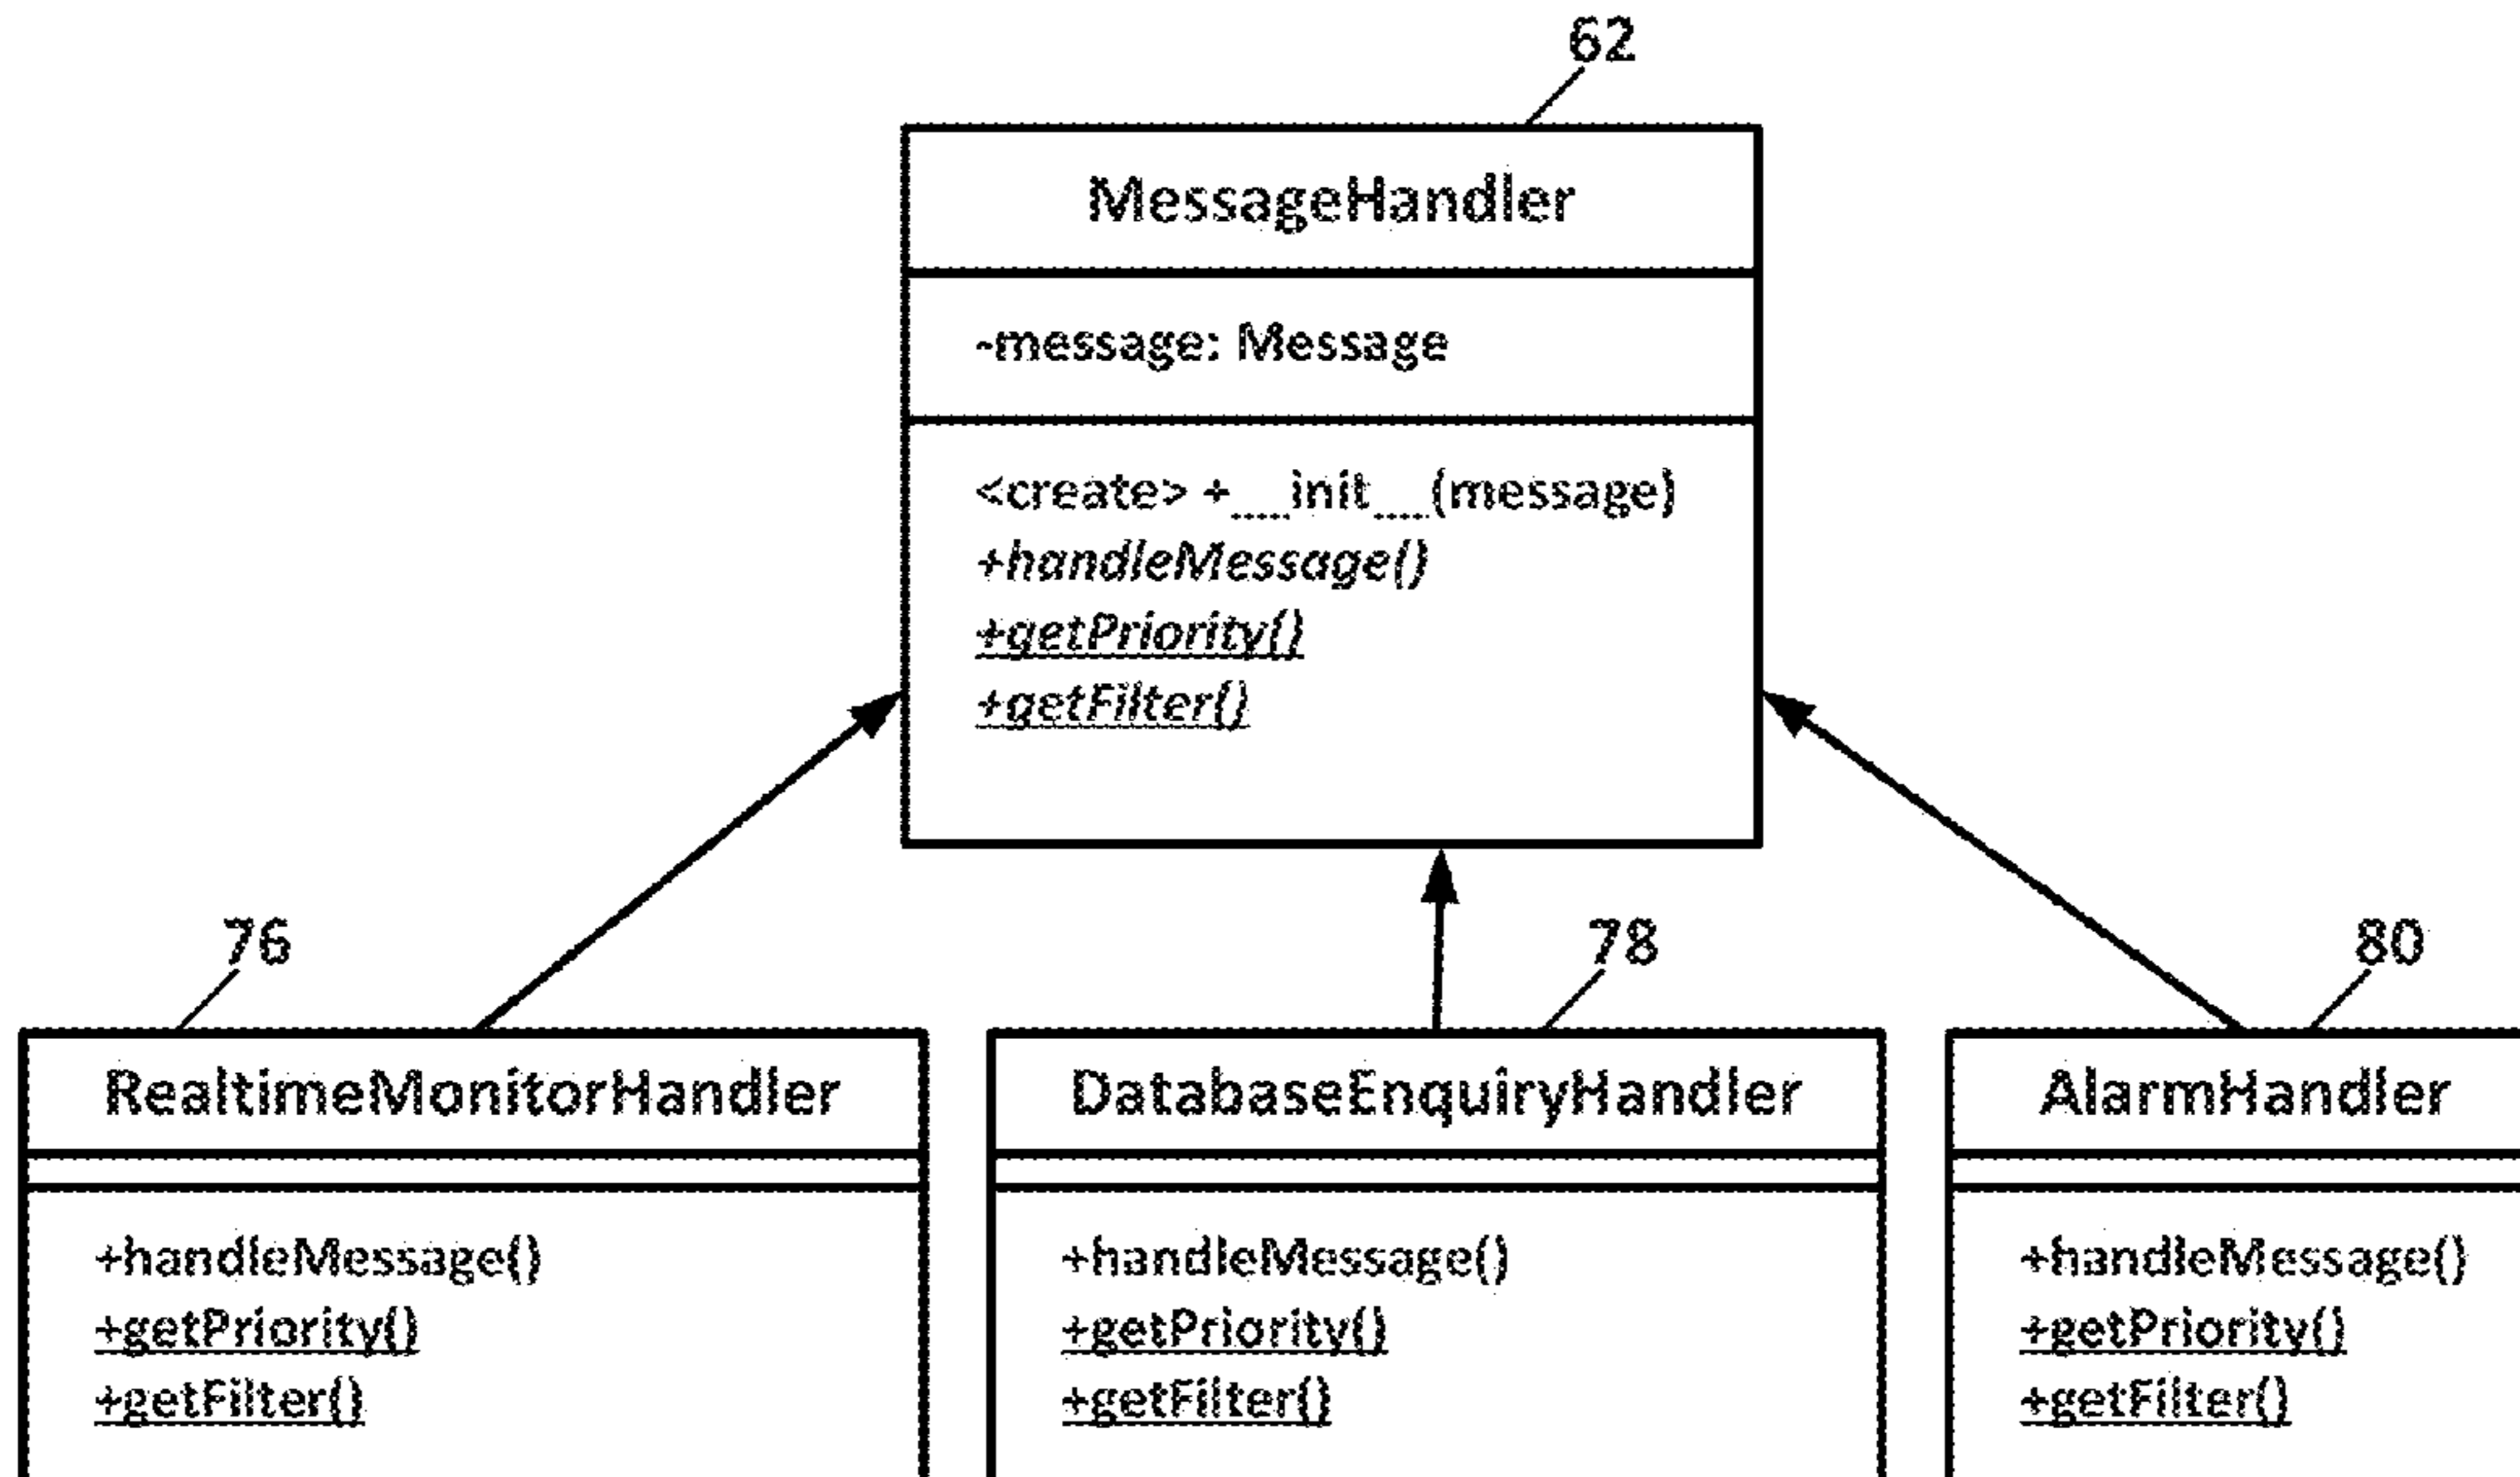 62
MessageHandler
-message: Message
<create> +__init__(message)
+handleMessage()
+getPriority()
+getFilter()
76
78
80
RealtimeMonitorHandler
DatabaseEnquiryHandler
AlarmHandler
+handleMessage()
+getPriority()
+getFilter()
+handleMessage()
+getPriority()
+getFilter()
+handleMessage()
+getPriority()
+getFilter()